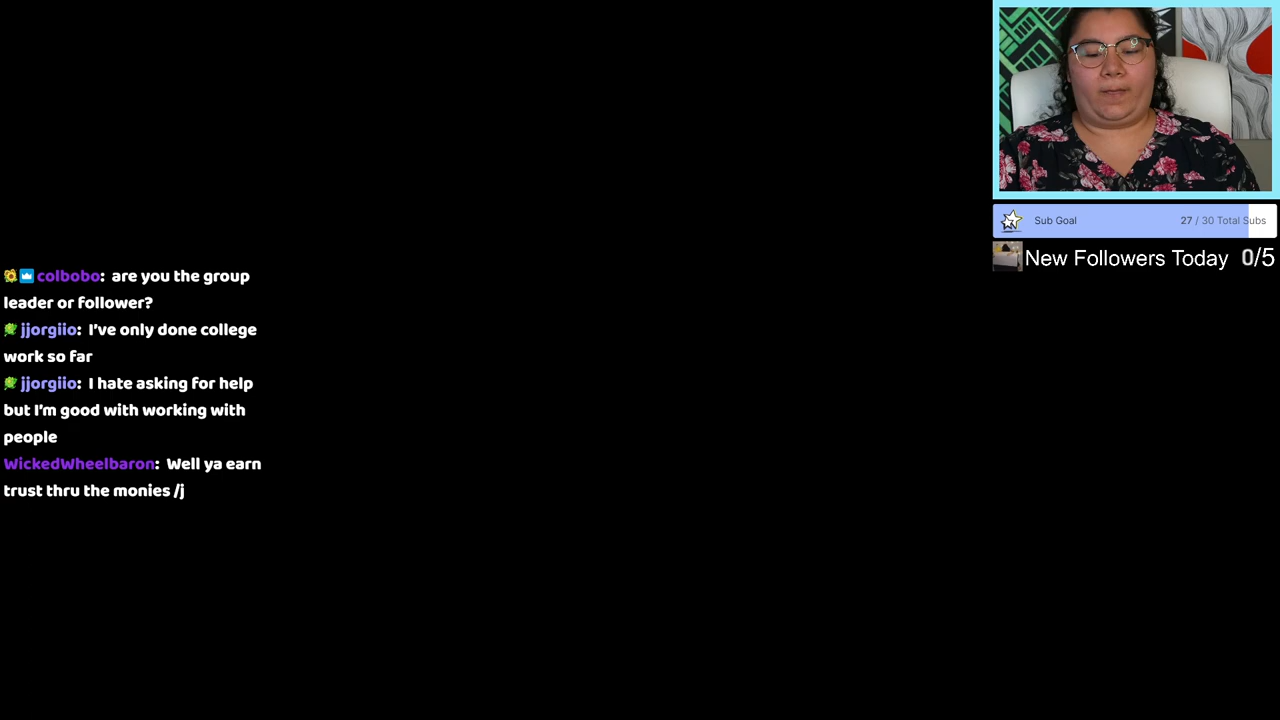 Sub Goal 27 / 30 Total Subs
New Followers Today 0/5
colbobo: are you the group
leader or follower?
jjorgiio: I've only done college
work so far
jjorgiio: I hate asking for help
but I'm good with working with
people
WickedWheelbaron: Well ya earn
trust thru the monies /j